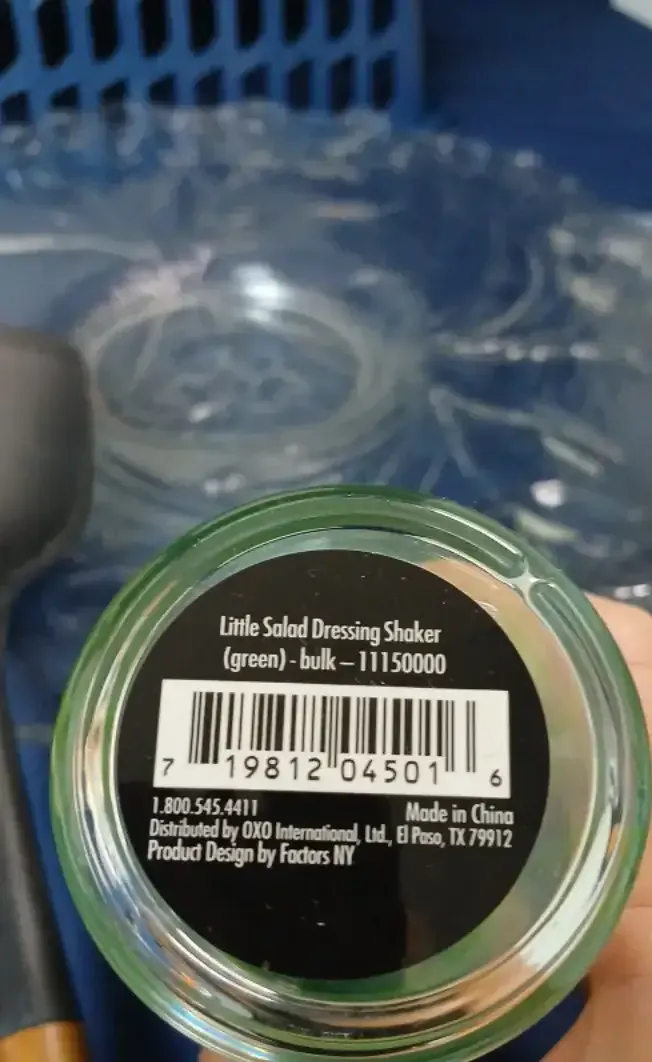 Little Salad Dressing Shaker
(green) - bulk – 11150000
7 19812 04501 6
1.800.545.4411 Made in China
Distributed by OXO International, Ltd., El Paso, TX 79912
Product Design by Factors NY